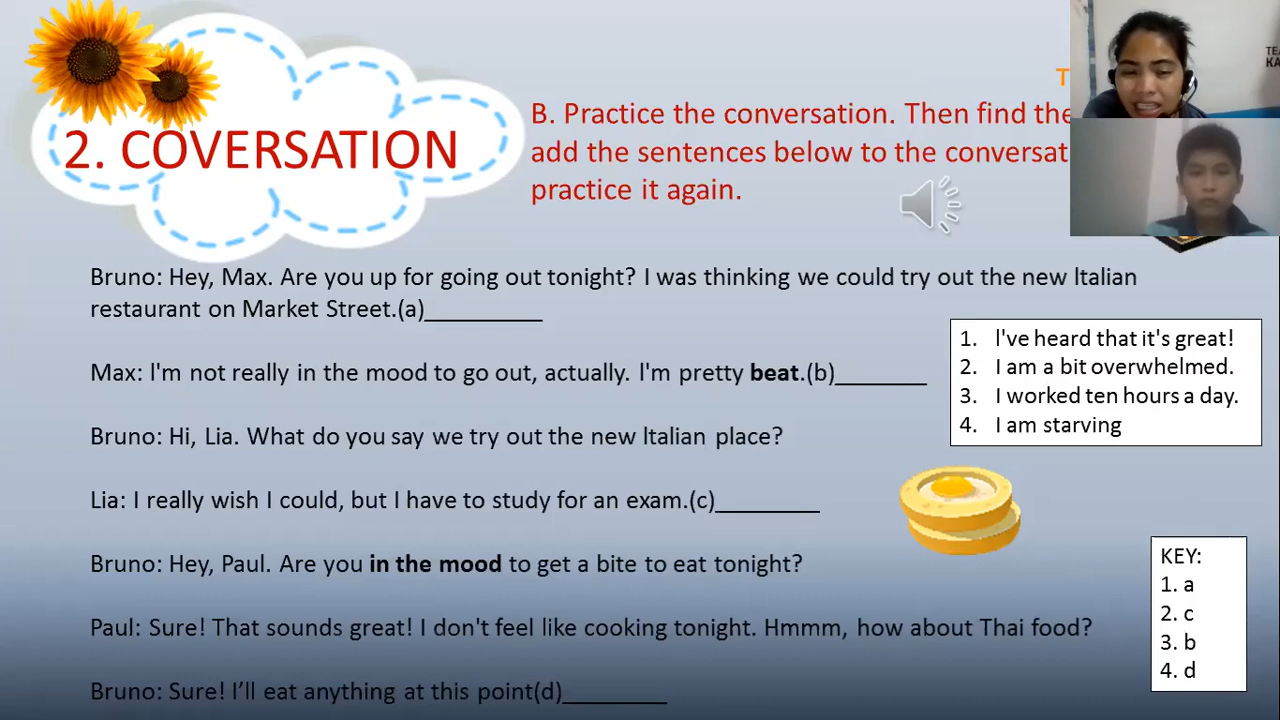 2. COVERSATION
T
TE
KA
B. Practice the conversation. Then find the
add the sentences below to the conversat
practice it again.
Bruno: Hey, Max. Are you up for going out tonight? I was thinking we could try out the new ltalian
restaurant on Market Street.(a)__________
Max: l'm not really in the mood to go out, actually. l'm pretty beat.(b)________
Bruno: Hi, Lia. What do you say we try out the new ltalian place?
Lia: I really wish I could, but I have to study for an exam.(c)_________
Bruno: Hey, Paul. Are you in the mood to get a bite to eat tonight?
Paul: Sure! That sounds great! I don't feel like cooking tonight. Hmmm, how about Thai food?
Bruno: Sure! I’ll eat anything at this point(d)_________
1. l've heard that it's great!
2. I am a bit overwhelmed.
3. I worked ten hours a day.
4. I am starving
KEY:
1. a
2. c
3. b
4. d